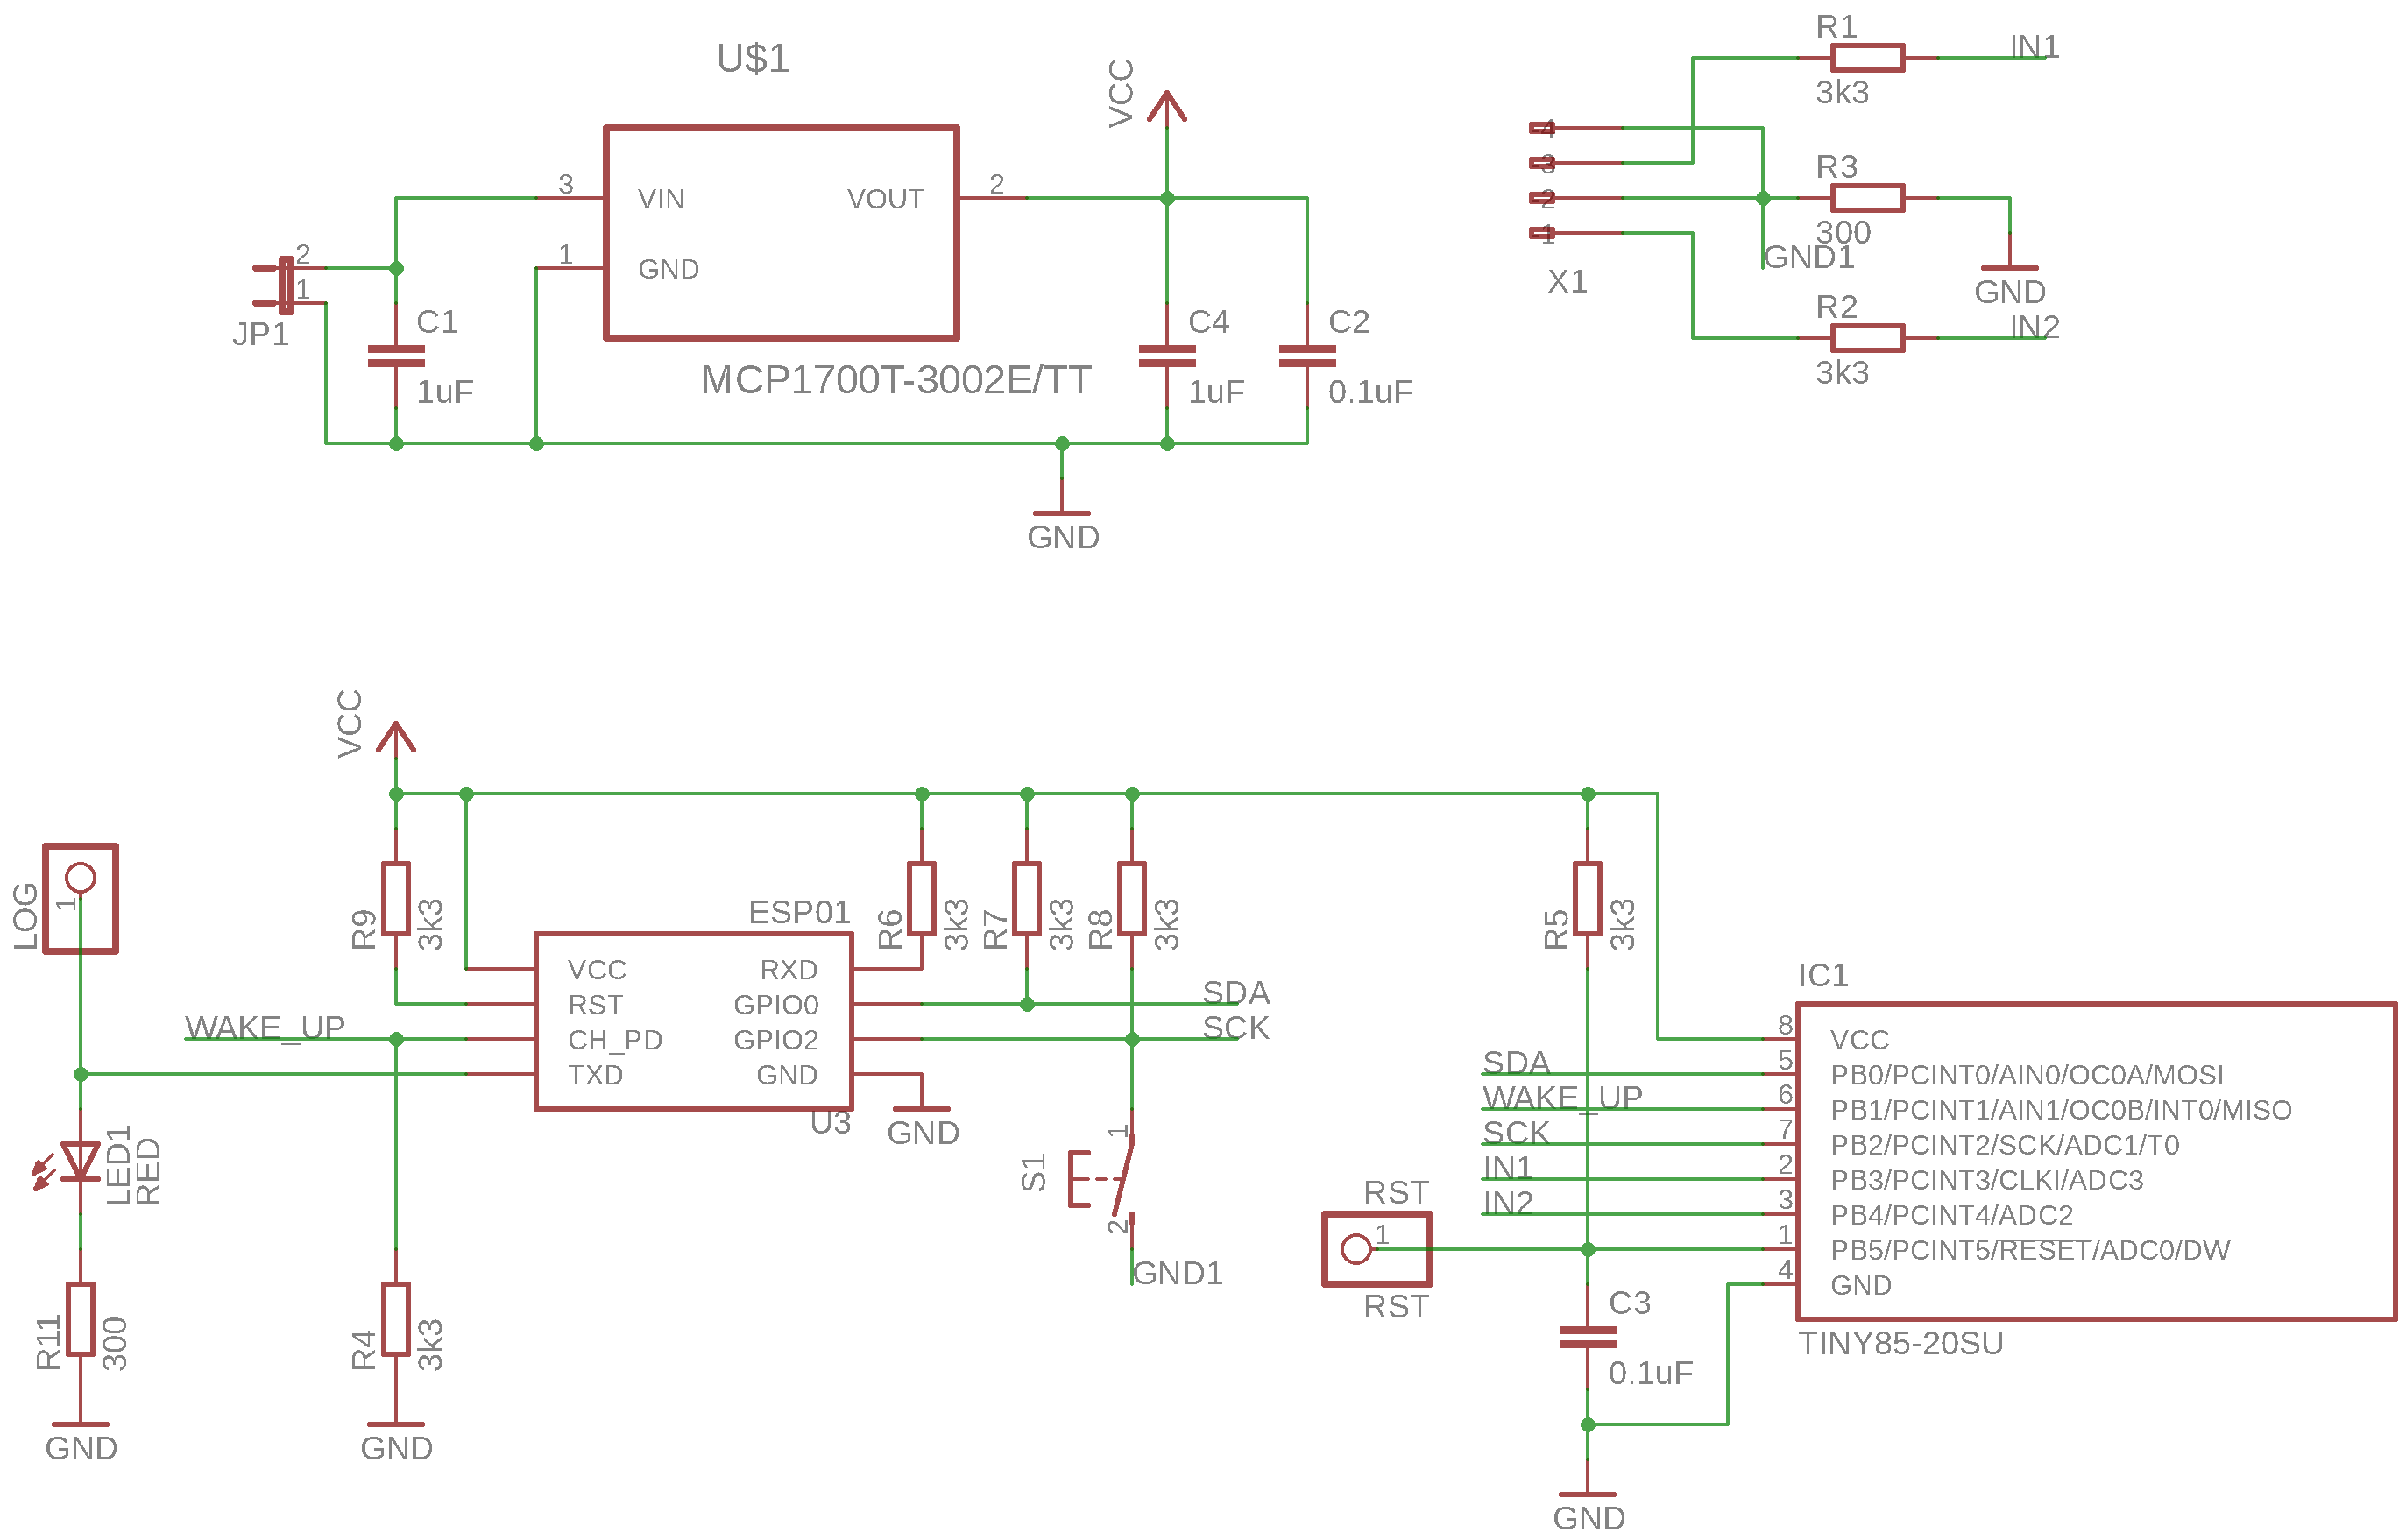 U$1
VCC
3
VIN
VOUT
2
1
GND
2
1
JP1
C1
1uF
MCP1700T-3002E/TT
C4
1uF
C2
0.1uF
GND
R1
IN1
3k3
4
3
2
1
X1
R3
300
GND1
GND
R2
IN2
3k3
VCC
LOG
1
R9
3k3
ESP01
R6
3k3
R7
3k3
R8
3k3
VCC
RXD
RST
GPIO0
CH_PD
GPIO2
TXD
GND
U3
WAKE_UP
SDA
SCK
GND
LED1
RED
R11
300
GND
R4
3k3
GND
S1
1
2
GND1
R5
3k3
IC1
8
VCC
SDA
5
PB0/PCINT0/AIN0/OC0A/MOSI
WAKE_UP
6
PB1/PCINT1/AIN1/OC0B/INT0/MISO
SCK
7
PB2/PCINT2/SCK/ADC1/T0
IN1
2
PB3/PCINT3/CLKI/ADC3
IN2
3
PB4/PCINT4/ADC2
1
PB5/PCINT5/RESET/ADC0/DW
4
GND
RST
1
RST
C3
0.1uF
TINY85-20SU
GND